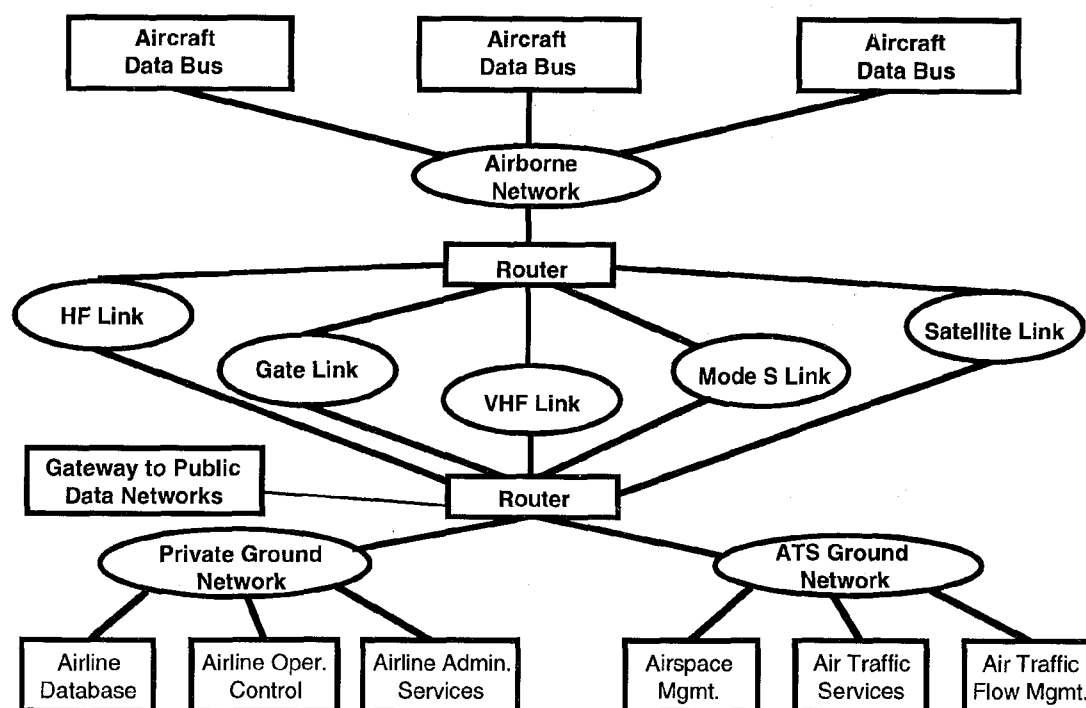 Aircraft
Data Bus
Aircraft
Data Bus
Aircraft
Data Bus
Airborne
Network
Router
HF Link
Gate Link
VHF Link
Mode S Link
Satellite Link
Gateway to Public
Data Networks
Router
Private Ground
Network
ATS Ground
Network
Airline
Database
Airline Oper.
Control
Airline Admin.
Services
Airspace
Mgmt.
Air Traffic
Services
Air Traffic
Flow Mgmt.